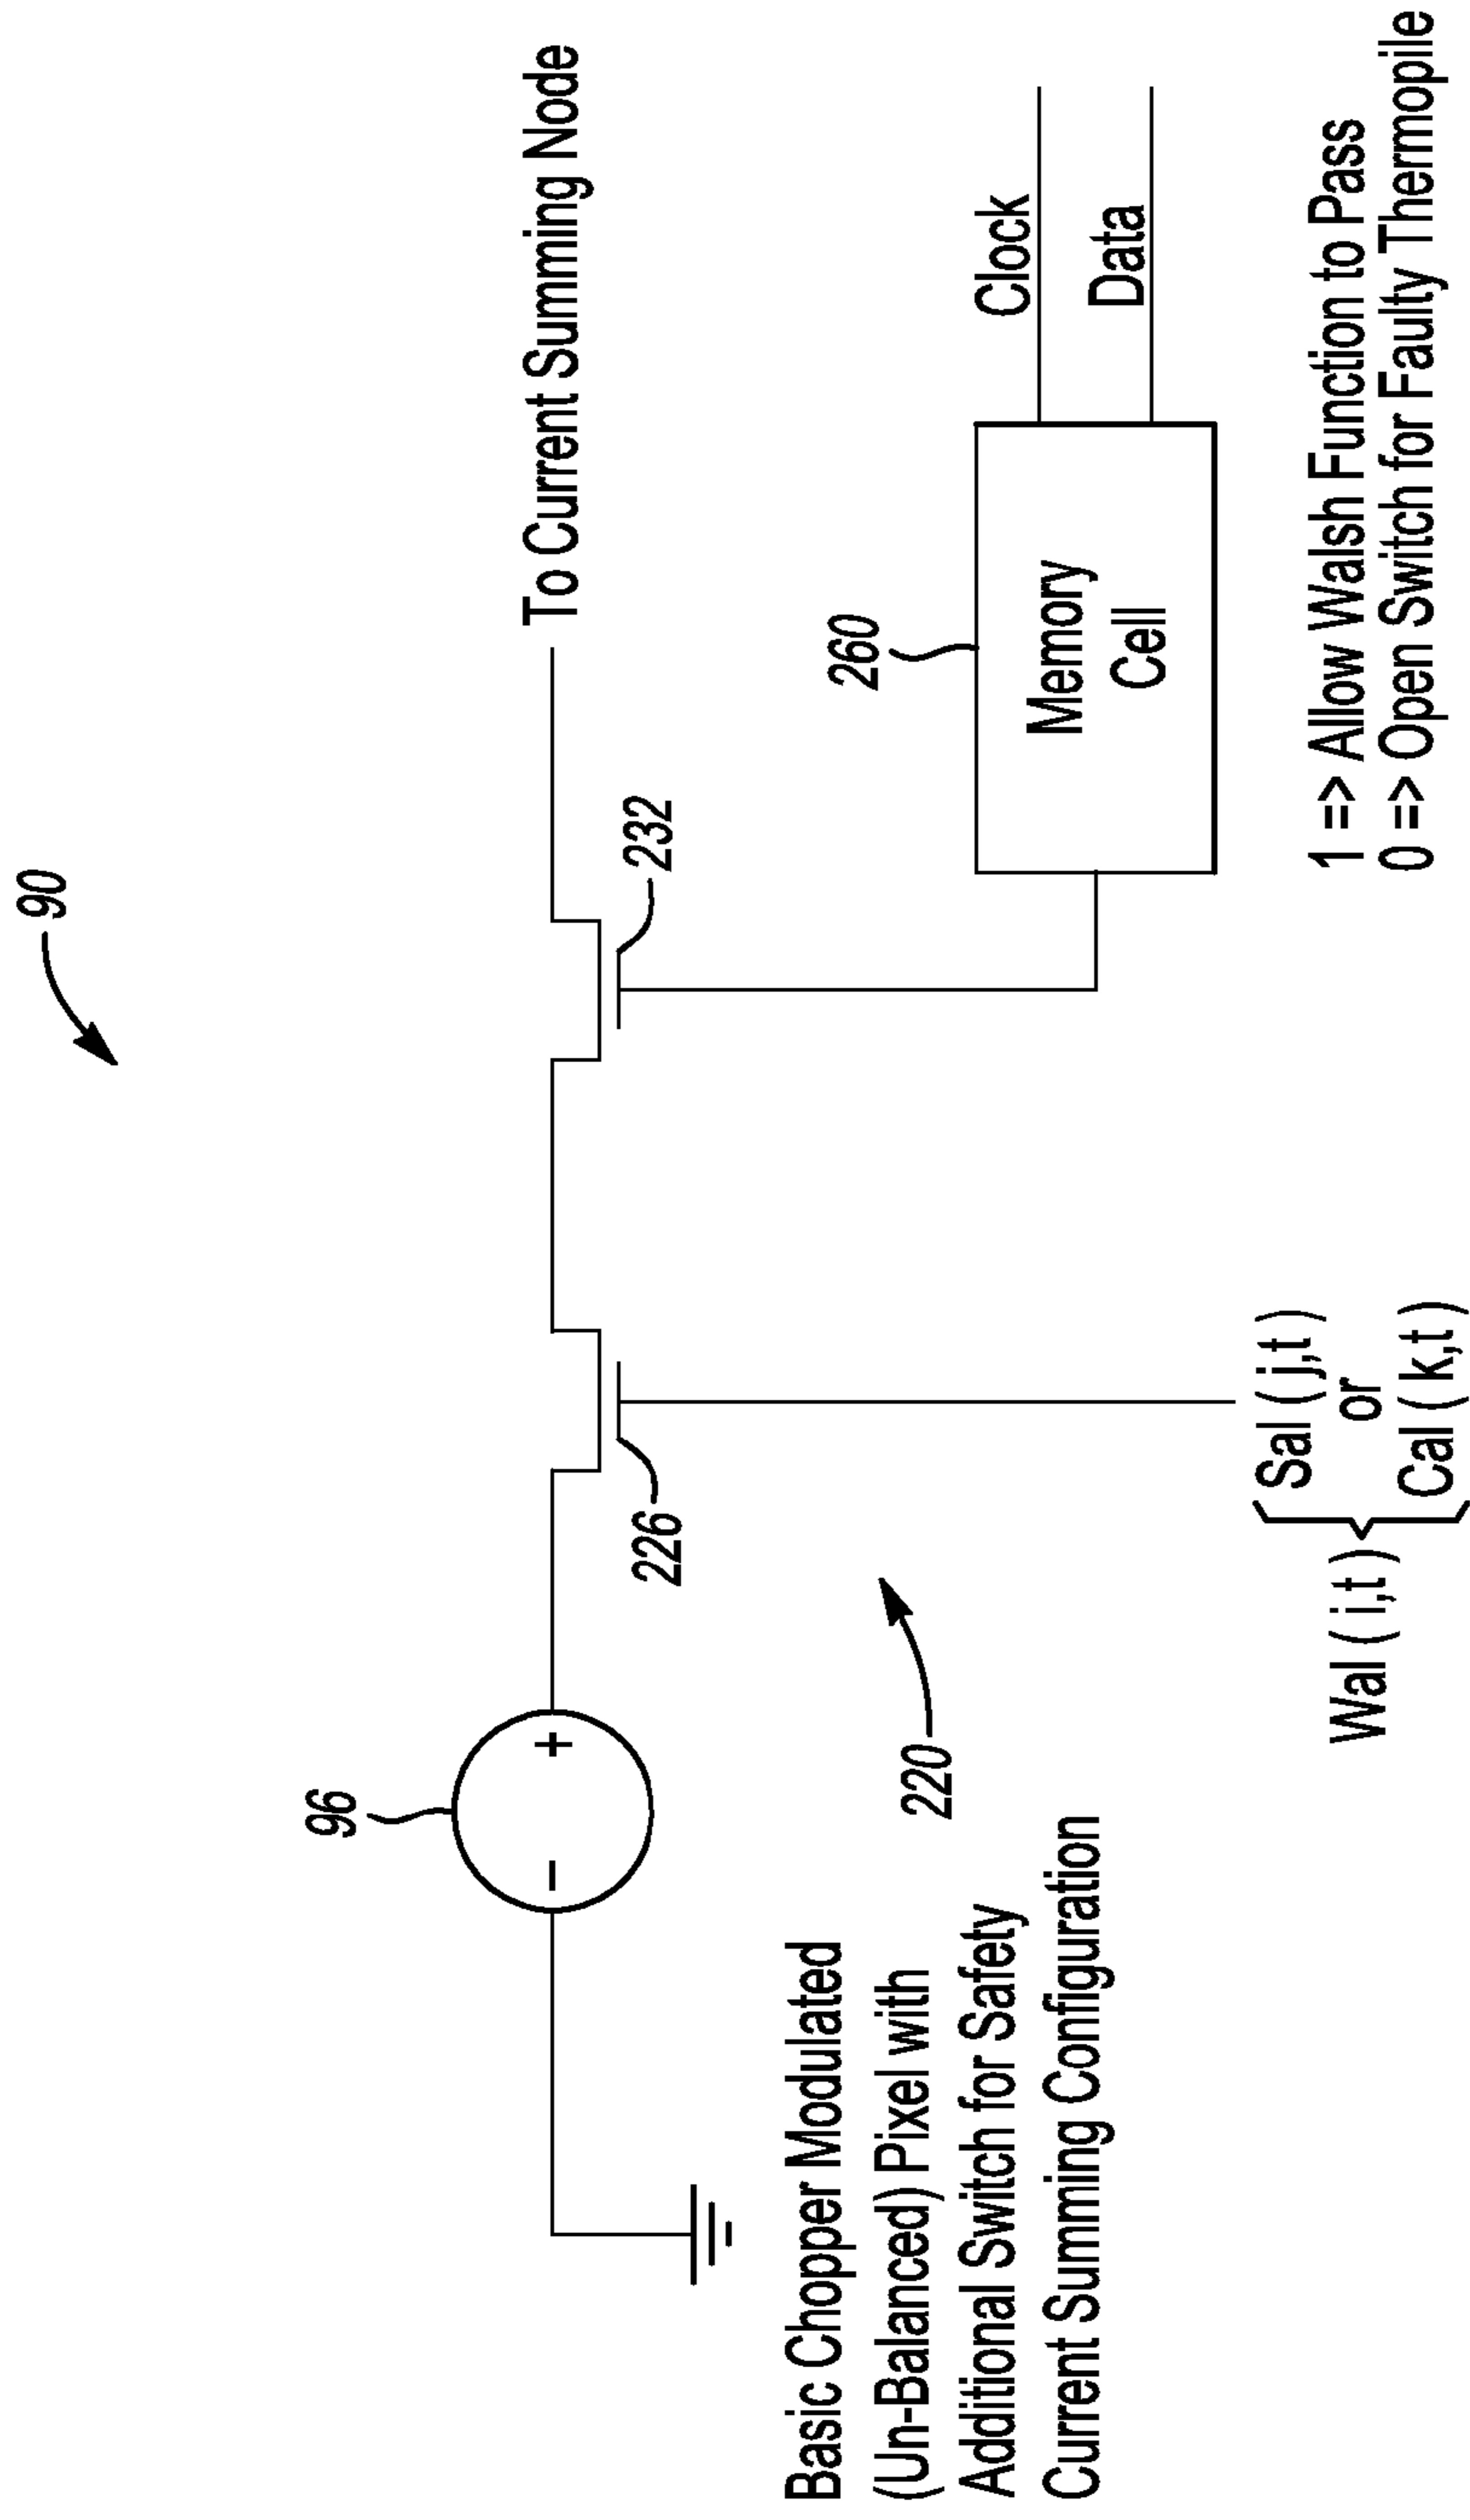 90
96
To Current Summing Node
226
232
220
260
Memory
Cell
Clock
Data
Basic Chopper Modulated
(Un-Balanced) Pixel with
Additional Switch for Safety
Current Summing Configuration
Wal ( i,t )
Sal ( j,t )
or
Cal ( k,t )
1 => Allow Walsh Function to Pass
0 => Open Switch for Faulty Thermopile